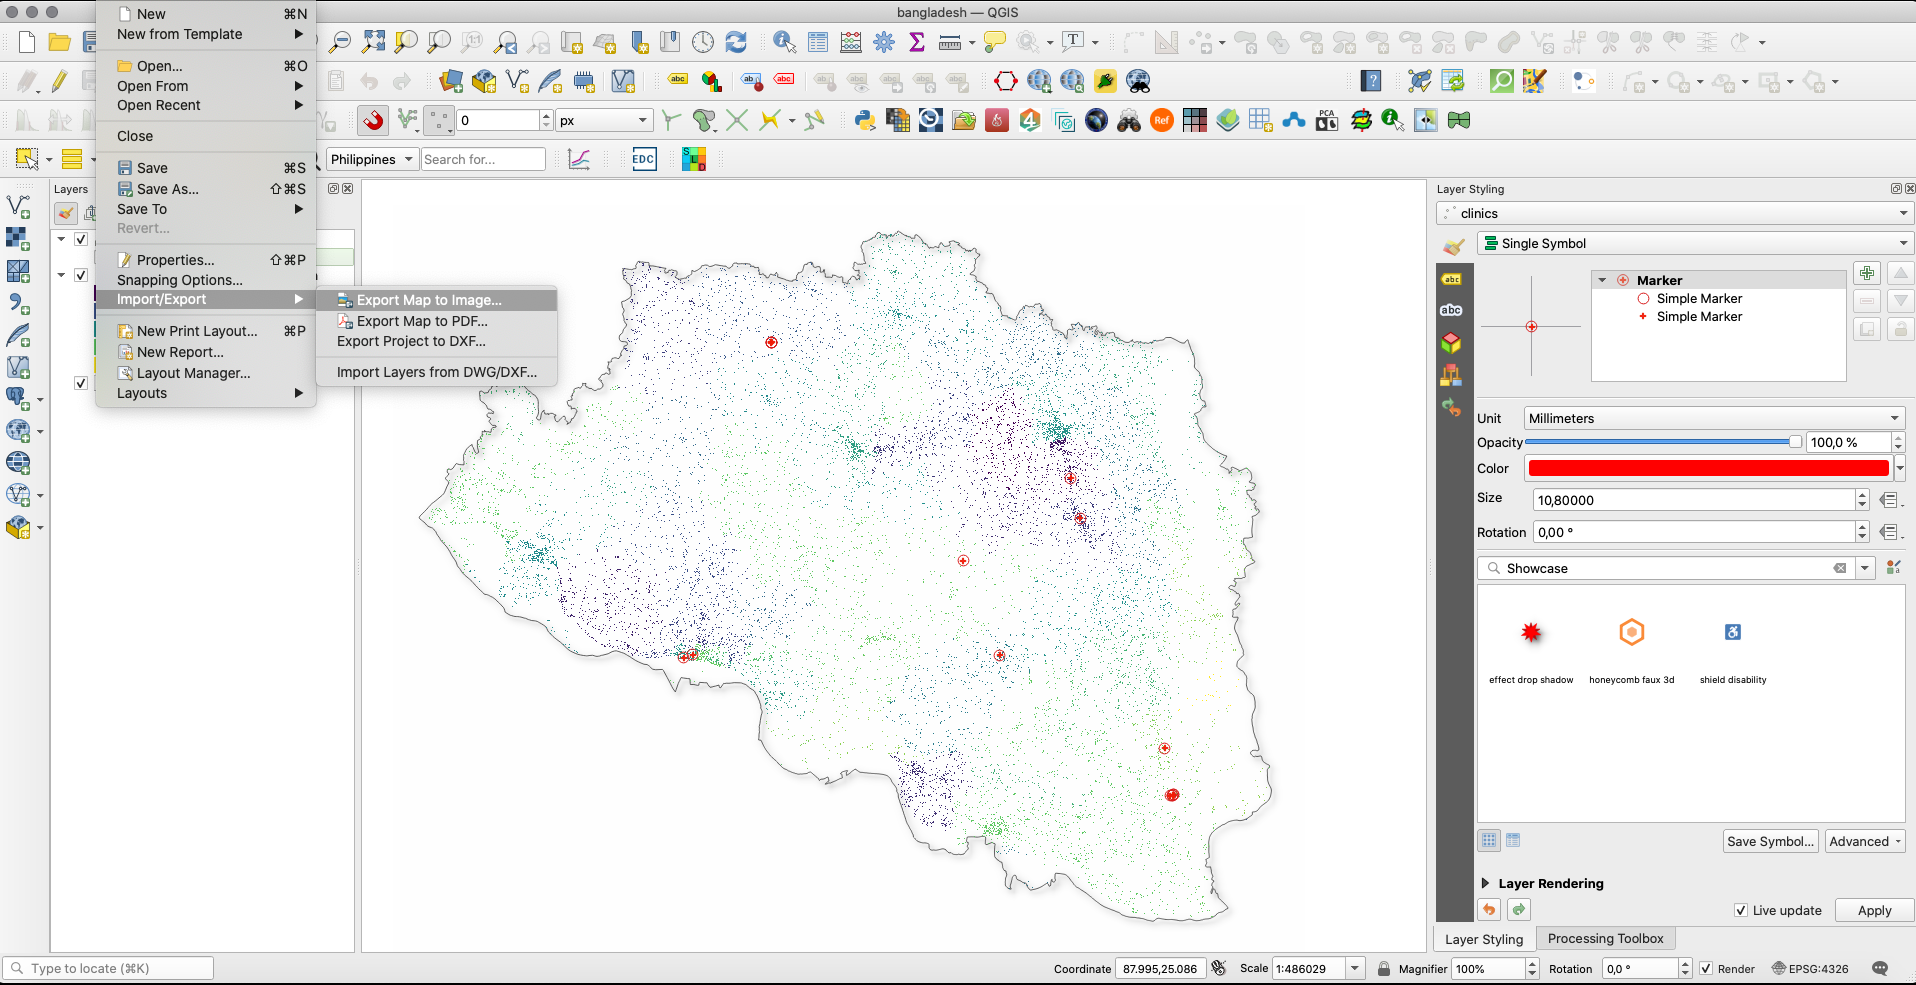 bangladesh — QGIS
New ⌘N
New from Template
Open... ⌘O
Open From
Open Recent
Close
Save ⌘S
Save As... ⇧⌘S
Save To
Revert...
Properties... ⇧⌘P
Snapping Options...
Import/Export
New Print Layout... ⌘P
New Report...
Layout Manager...
Layouts
Export Map to Image...
Export Map to PDF...
Export Project to DXF...
Import Layers from DWG/DXF...
abc
abc
abc
0
px
Ref
PCA
Philippines
Search for...
EDC
SLD
Layers
Layer Styling
clinics
Single Symbol
abc
abc
Marker
Simple Marker
Simple Marker
Unit
Millimeters
Opacity
100,0 %
Color
Size
10,80000
Rotation
0,00 °
Showcase
effect drop shadow
honeycomb faux 3d
shield disability
Save Symbol...
Advanced
Layer Rendering
Live update
Apply
Layer Styling
Processing Toolbox
Type to locate (⌘K)
Coordinate
87.995,25.086
Scale
1:486029
Magnifier
100%
Rotation
0,0 °
Render
EPSG:4326